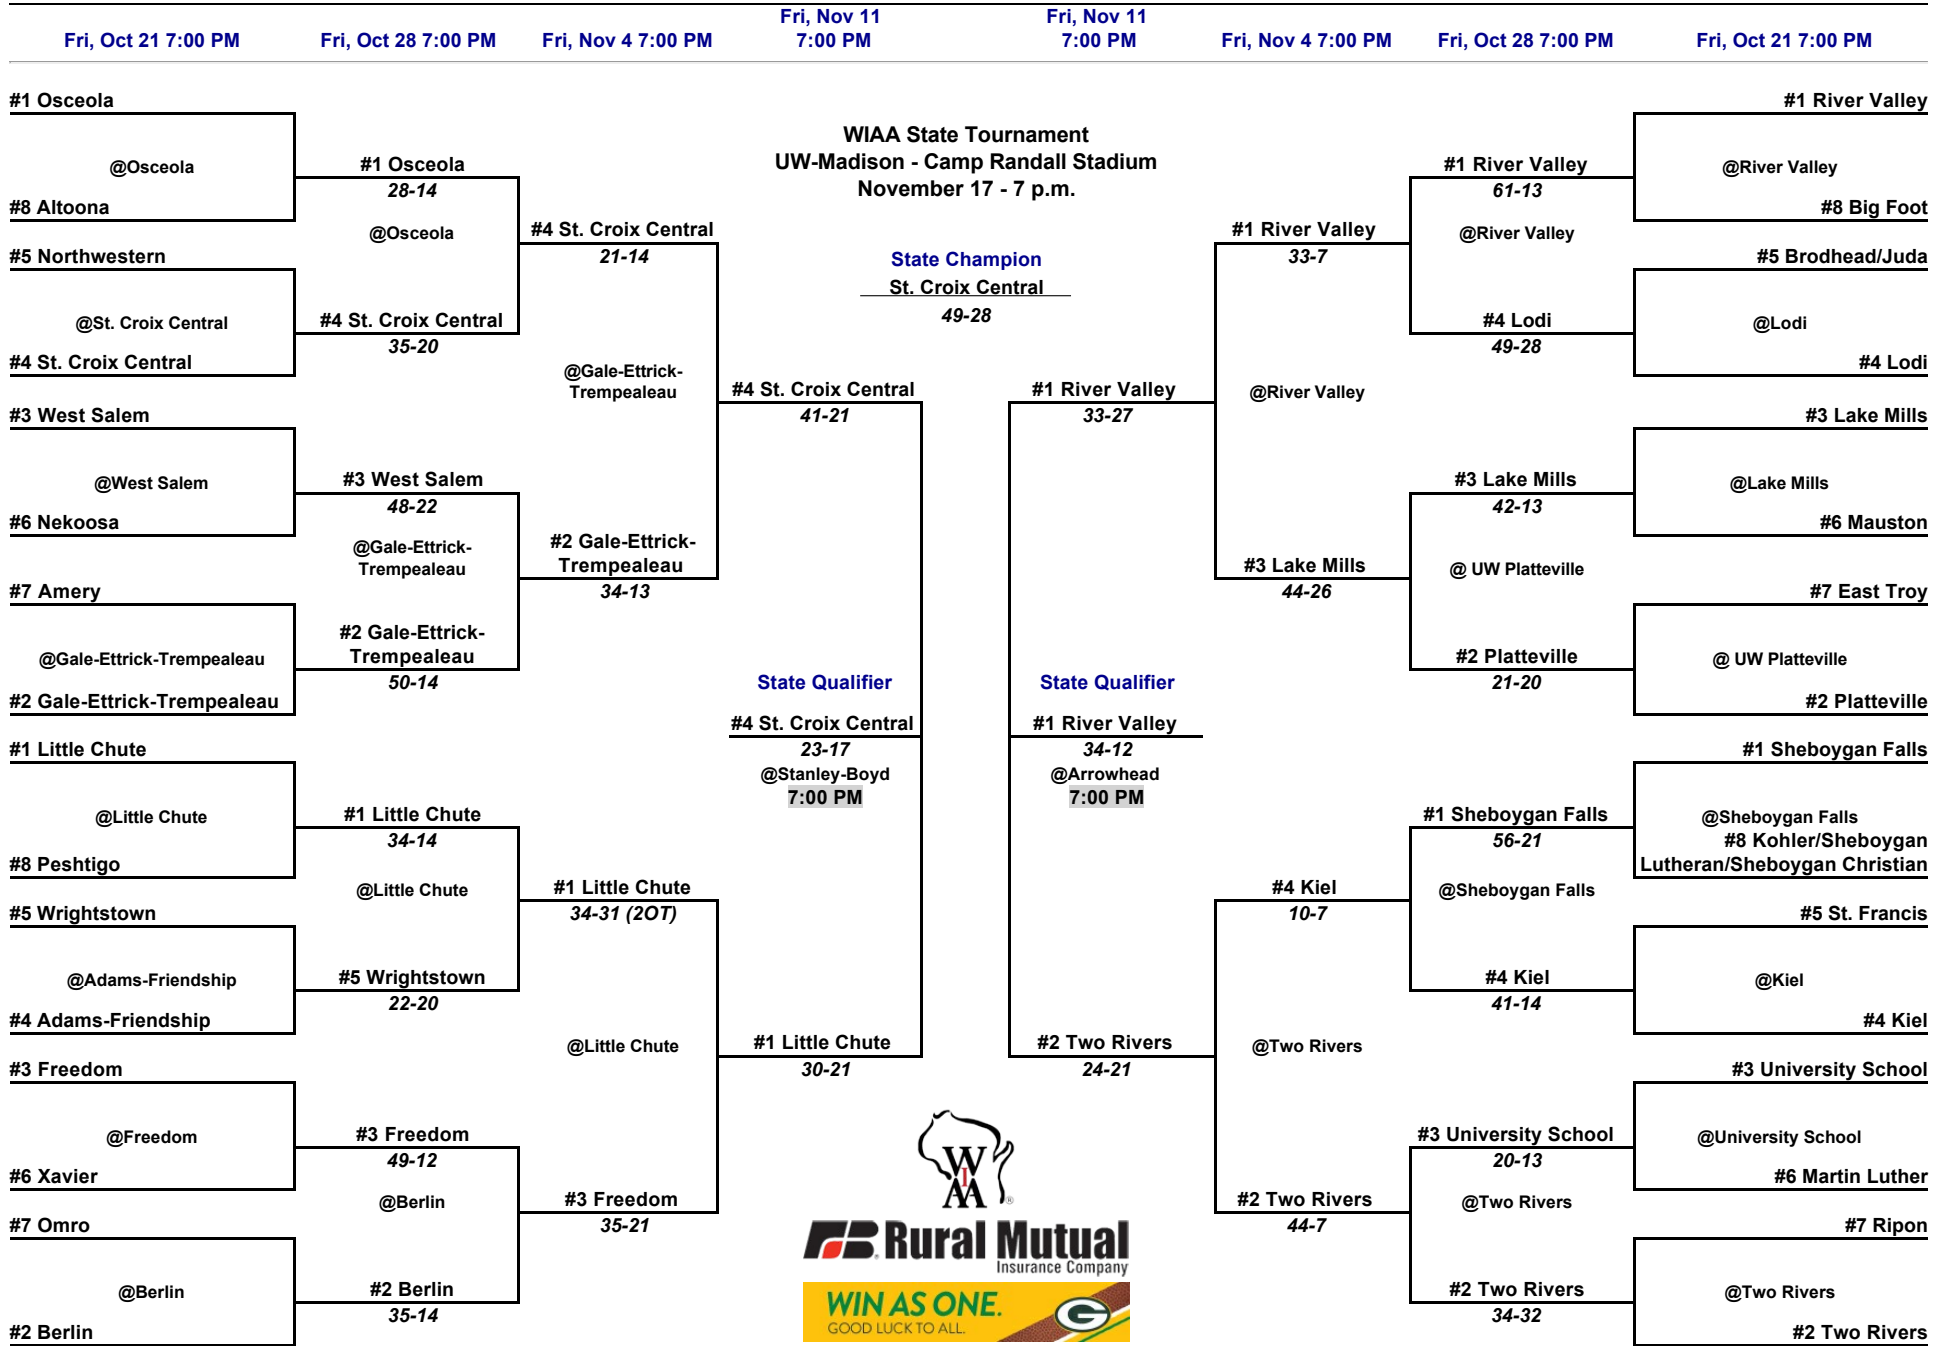 Fri, Oct 21 7:00 PM
Fri, Oct 28 7:00 PM
Fri, Nov 4 7:00 PM
Fri, Nov 11
7:00 PM
Fri, Nov 11
7:00 PM
Fri, Nov 4 7:00 PM
Fri, Oct 28 7:00 PM
Fri, Oct 21 7:00 PM
#1 Osceola
@Osceola
#8 Altoona
#5 Northwestern
@St. Croix Central
#4 St. Croix Central
#3 West Salem
@West Salem
#6 Nekoosa
#7 Amery
@Gale-Ettrick-Trempealeau
#2 Gale-Ettrick-Trempealeau
#1 Little Chute
@Little Chute
#8 Peshtigo
#5 Wrightstown
@Adams-Friendship
#4 Adams-Friendship
#3 Freedom
@Freedom
#6 Xavier
#7 Omro
@Berlin
#2 Berlin
#1 Osceola
28-14
@Osceola
#4 St. Croix Central
35-20
#3 West Salem
48-22
@Gale-Ettrick-
Trempealeau
#2 Gale-Ettrick-
Trempealeau
50-14
#1 Little Chute
34-14
@Little Chute
#5 Wrightstown
22-20
#3 Freedom
49-12
@Berlin
#2 Berlin
35-14
#4 St. Croix Central
21-14
@Gale-Ettrick-
Trempealeau
#2 Gale-Ettrick-
Trempealeau
34-13
#1 Little Chute
34-31 (2OT)
@Little Chute
#3 Freedom
35-21
#4 St. Croix Central
41-21
State Qualifier
#4 St. Croix Central
23-17
@Stanley-Boyd
7:00 PM
#1 Little Chute
30-21
WIAA State Tournament
UW-Madison - Camp Randall Stadium
November 17 - 7 p.m.
State Champion
St. Croix Central
49-28
#1 River Valley
33-27
State Qualifier
#1 River Valley
34-12
@Arrowhead
7:00 PM
#2 Two Rivers
24-21
#1 River Valley
33-7
@River Valley
#3 Lake Mills
44-26
#4 Kiel
10-7
@Two Rivers
#2 Two Rivers
44-7
#1 River Valley
61-13
@River Valley
#4 Lodi
49-28
#3 Lake Mills
42-13
@ UW Platteville
#2 Platteville
21-20
#1 Sheboygan Falls
56-21
@Sheboygan Falls
#4 Kiel
41-14
#3 University School
20-13
@Two Rivers
#2 Two Rivers
34-32
#1 River Valley
@River Valley
#8 Big Foot
#5 Brodhead/Juda
@Lodi
#4 Lodi
#3 Lake Mills
@Lake Mills
#6 Mauston
#7 East Troy
@ UW Platteville
#2 Platteville
#1 Sheboygan Falls
@Sheboygan Falls
#8 Kohler/Sheboygan
Lutheran/Sheboygan Christian
#5 St. Francis
@Kiel
#4 Kiel
#3 University School
@University School
#6 Martin Luther
#7 Ripon
@Two Rivers
#2 Two Rivers
WIAA
®
Rural Mutual
Insurance Company
WIN AS ONE.
GOOD LUCK TO ALL.
G